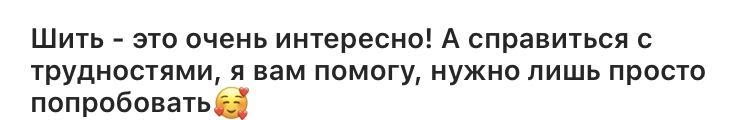 Шить - это очень интересно! А справиться с
трудностями, я вам помогу, нужно лишь просто
попробовать🥰